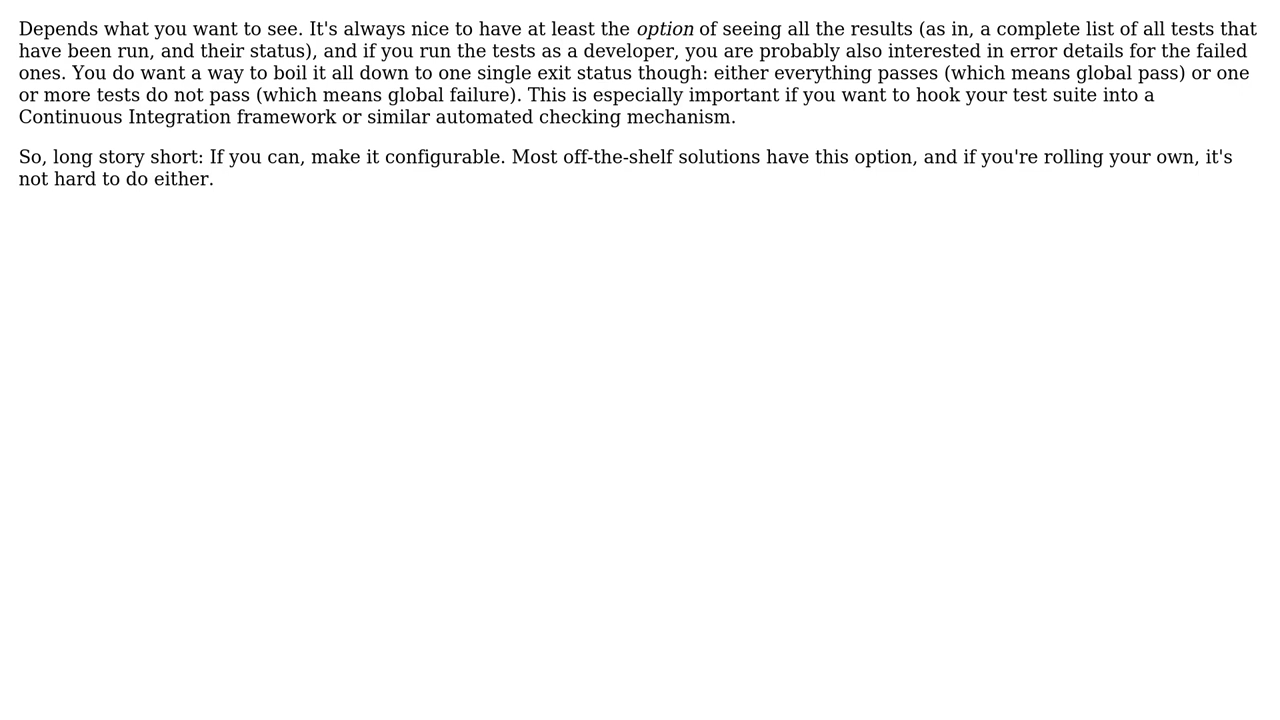 Depends what you want to see. It's always nice to have at least the option of seeing all the results (as in, a complete list of all tests that
have been run, and their status), and if you run the tests as a developer, you are probably also interested in error details for the failed
ones. You do want a way to boil it all down to one single exit status though: either everything passes (which means global pass) or one
or more tests do not pass (which means global failure). This is especially important if you want to hook your test suite into a
Continuous Integration framework or similar automated checking mechanism.
So, long story short: If you can, make it configurable. Most off-the-shelf solutions have this option, and if you're rolling your own, it's
not hard to do either.